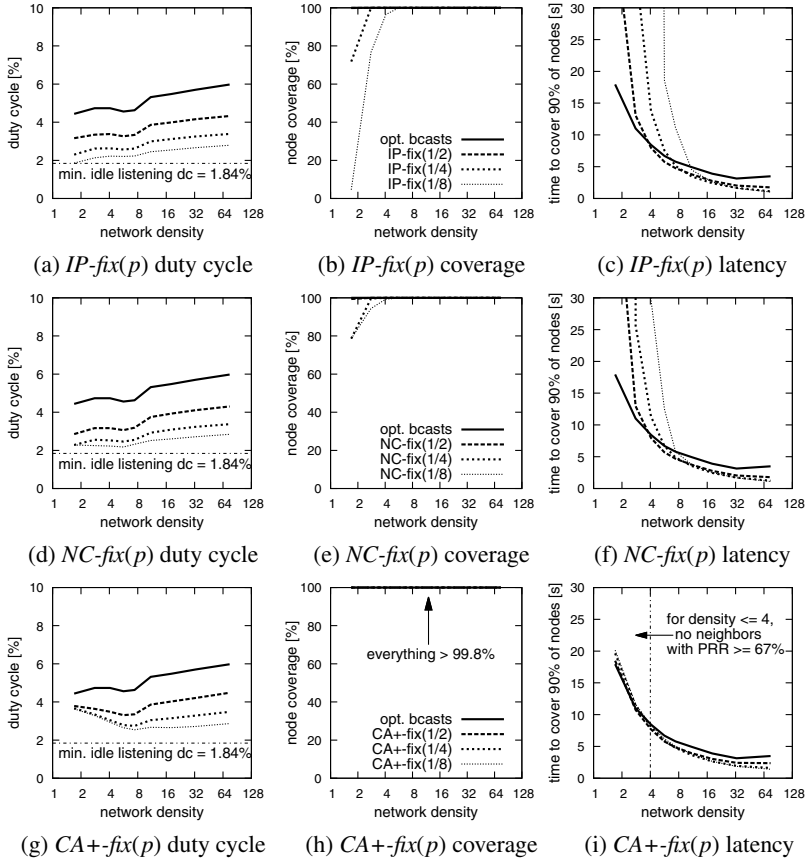 duty cycle [%]
10
8
6
4
2
0
min. idle listening dc = 1.84%
1 2 4 8 16 32 64 128
network density
(a) IP-fix(p) duty cycle
node coverage [%]
100
80
60
40
20
0
opt. bcasts
IP-fix(1/2)
IP-fix(1/4)
IP-fix(1/8)
1 2 4 8 16 32 64 128
network density
(b) IP-fix(p) coverage
time to cover 90% of nodes [s]
30
25
20
15
10
5
0
1 2 4 8 16 32 64 128
network density
(c) IP-fix(p) latency
duty cycle [%]
10
8
6
4
2
0
min. idle listening dc = 1.84%
1 2 4 8 16 32 64 128
network density
(d) NC-fix(p) duty cycle
node coverage [%]
100
80
60
40
20
0
opt. bcasts
NC-fix(1/2)
NC-fix(1/4)
NC-fix(1/8)
1 2 4 8 16 32 64 128
network density
(e) NC-fix(p) coverage
time to cover 90% of nodes [s]
30
25
20
15
10
5
0
1 2 4 8 16 32 64 128
network density
(f) NC-fix(p) latency
duty cycle [%]
10
8
6
4
2
0
min. idle listening dc = 1.84%
1 2 4 8 16 32 64 128
network density
(g) CA+-fix(p) duty cycle
node coverage [%]
100
80
60
40
20
0
everything > 99.8%
opt. bcasts
CA+-fix(1/2)
CA+-fix(1/4)
CA+-fix(1/8)
1 2 4 8 16 32 64 128
network density
(h) CA+-fix(p) coverage
time to cover 90% of nodes [s]
30
25
20
15
10
5
0
for density <= 4,
no neighbors
with PRR >= 67%
1 2 4 8 16 32 64 128
network density
(i) CA+-fix(p) latency